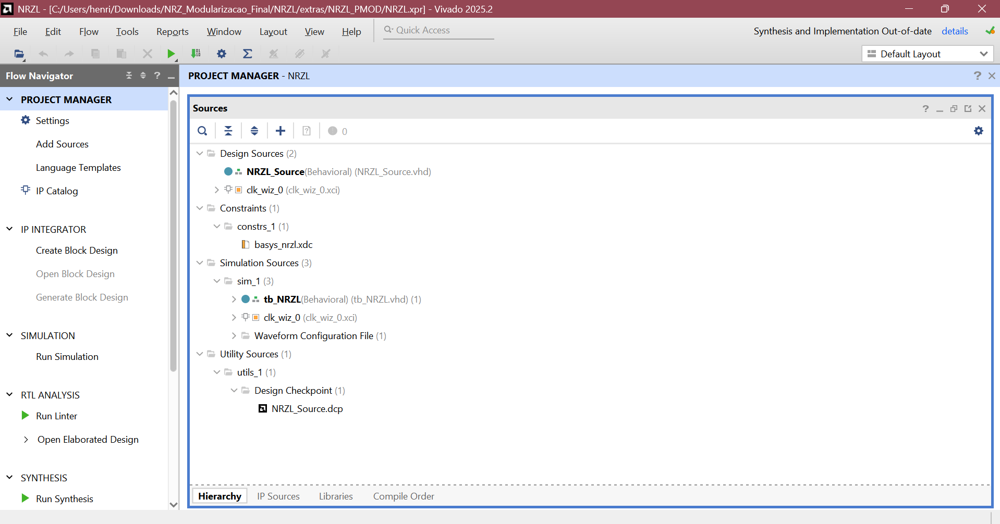 NRZL - [C:/Users/henri/Downloads/NRZ_Modularizacao_Final/NRZL/extras/NRZL_PMOD/NRZL.xpr] - Vivado 2025.2
File Edit Flow Tools Reports Window Layout View Help Quick Access
Synthesis and Implementation Out-of-date details
Default Layout
Flow Navigator
PROJECT MANAGER
Settings
Add Sources
Language Templates
IP Catalog
IP INTEGRATOR
Create Block Design
Open Block Design
Generate Block Design
SIMULATION
Run Simulation
RTL ANALYSIS
Run Linter
Open Elaborated Design
SYNTHESIS
Run Synthesis
PROJECT MANAGER - NRZL
Sources
0
Design Sources (2)
NRZL_Source(Behavioral) (NRZL_Source.vhd)
clk_wiz_0 (clk_wiz_0.xci)
Constraints (1)
constrs_1 (1)
basys_nrzl.xdc
Simulation Sources (3)
sim_1 (3)
tb_NRZL(Behavioral) (tb_NRZL.vhd) (1)
clk_wiz_0 (clk_wiz_0.xci)
Waveform Configuration File (1)
Utility Sources (1)
utils_1 (1)
Design Checkpoint (1)
NRZL_Source.dcp
Hierarchy IP Sources Libraries Compile Order